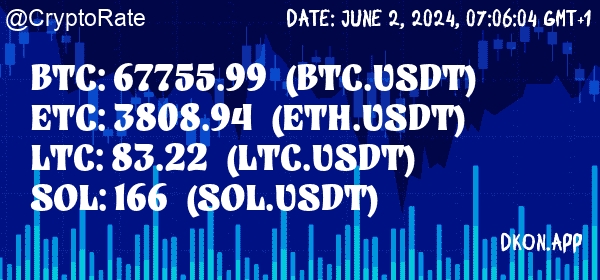 @CryptoRate
DATE: JUNE 2, 2024, 07:06:04 GMT+1
BTC: 67755.99 (BTC.USDT)
ETC: 3808.94 (ETH.USDT)
LTC: 83.22 (LTC.USDT)
SOL: 166 (SOL.USDT)
DKON.APP